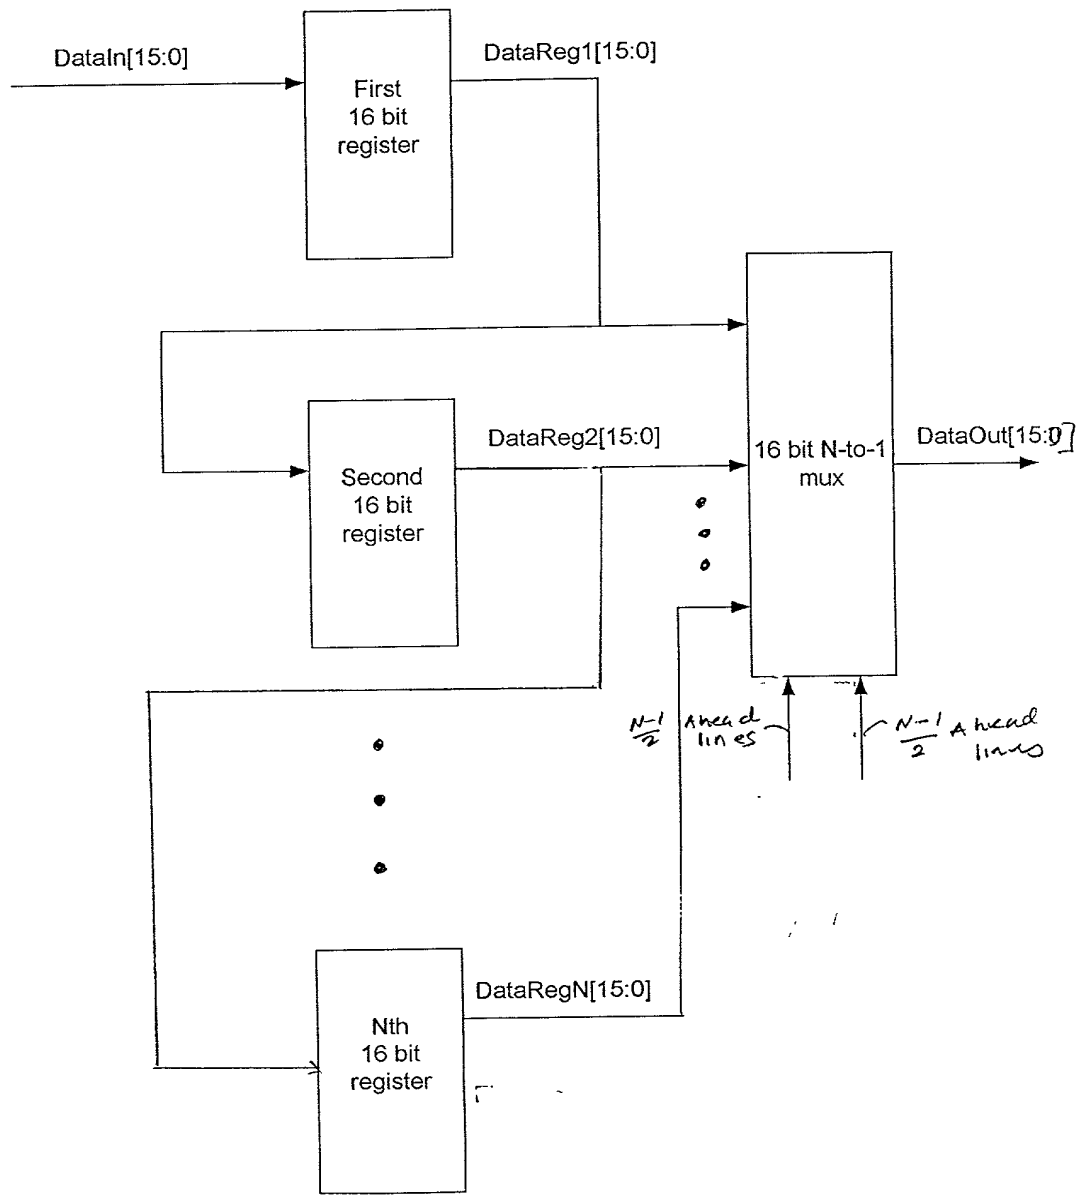 DataIn[15:0]
DataReg1[15:0]
First
16 bit
register
DataReg2[15:0]
16 bit N-to-1
mux
DataOut[15:0]
Second
16 bit
register
N-1
2
Ahead
lines
N-1
2
Ahead
lines
DataRegN[15:0]
Nth
16 bit
register